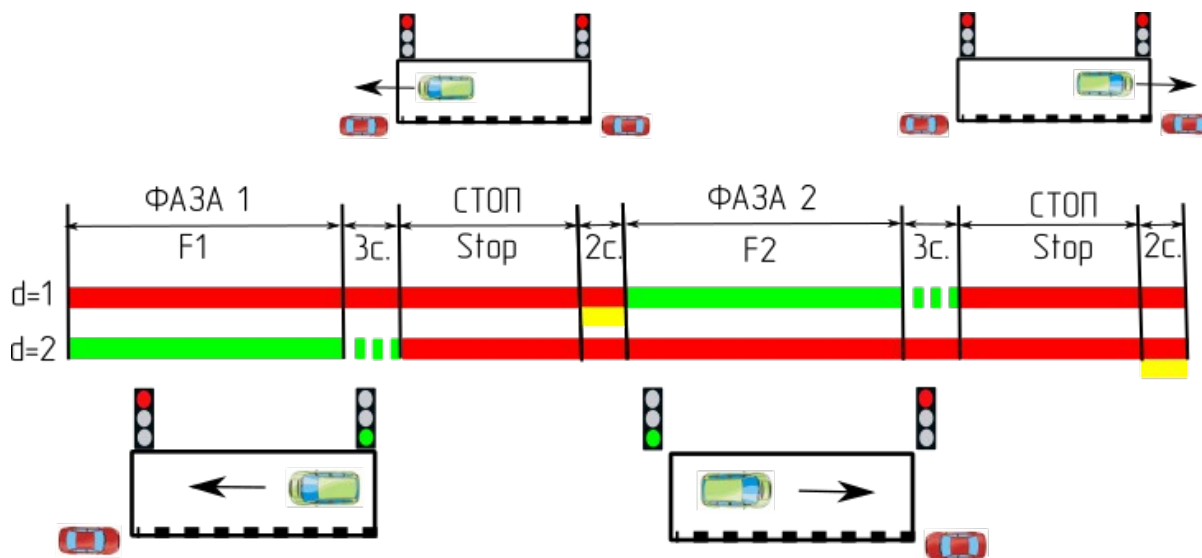 ФАЗА 1 СТОП ФАЗА 2 СТОП
F1 3с. Stop 2с. F2 3с. Stop 2с.
d=1
d=2